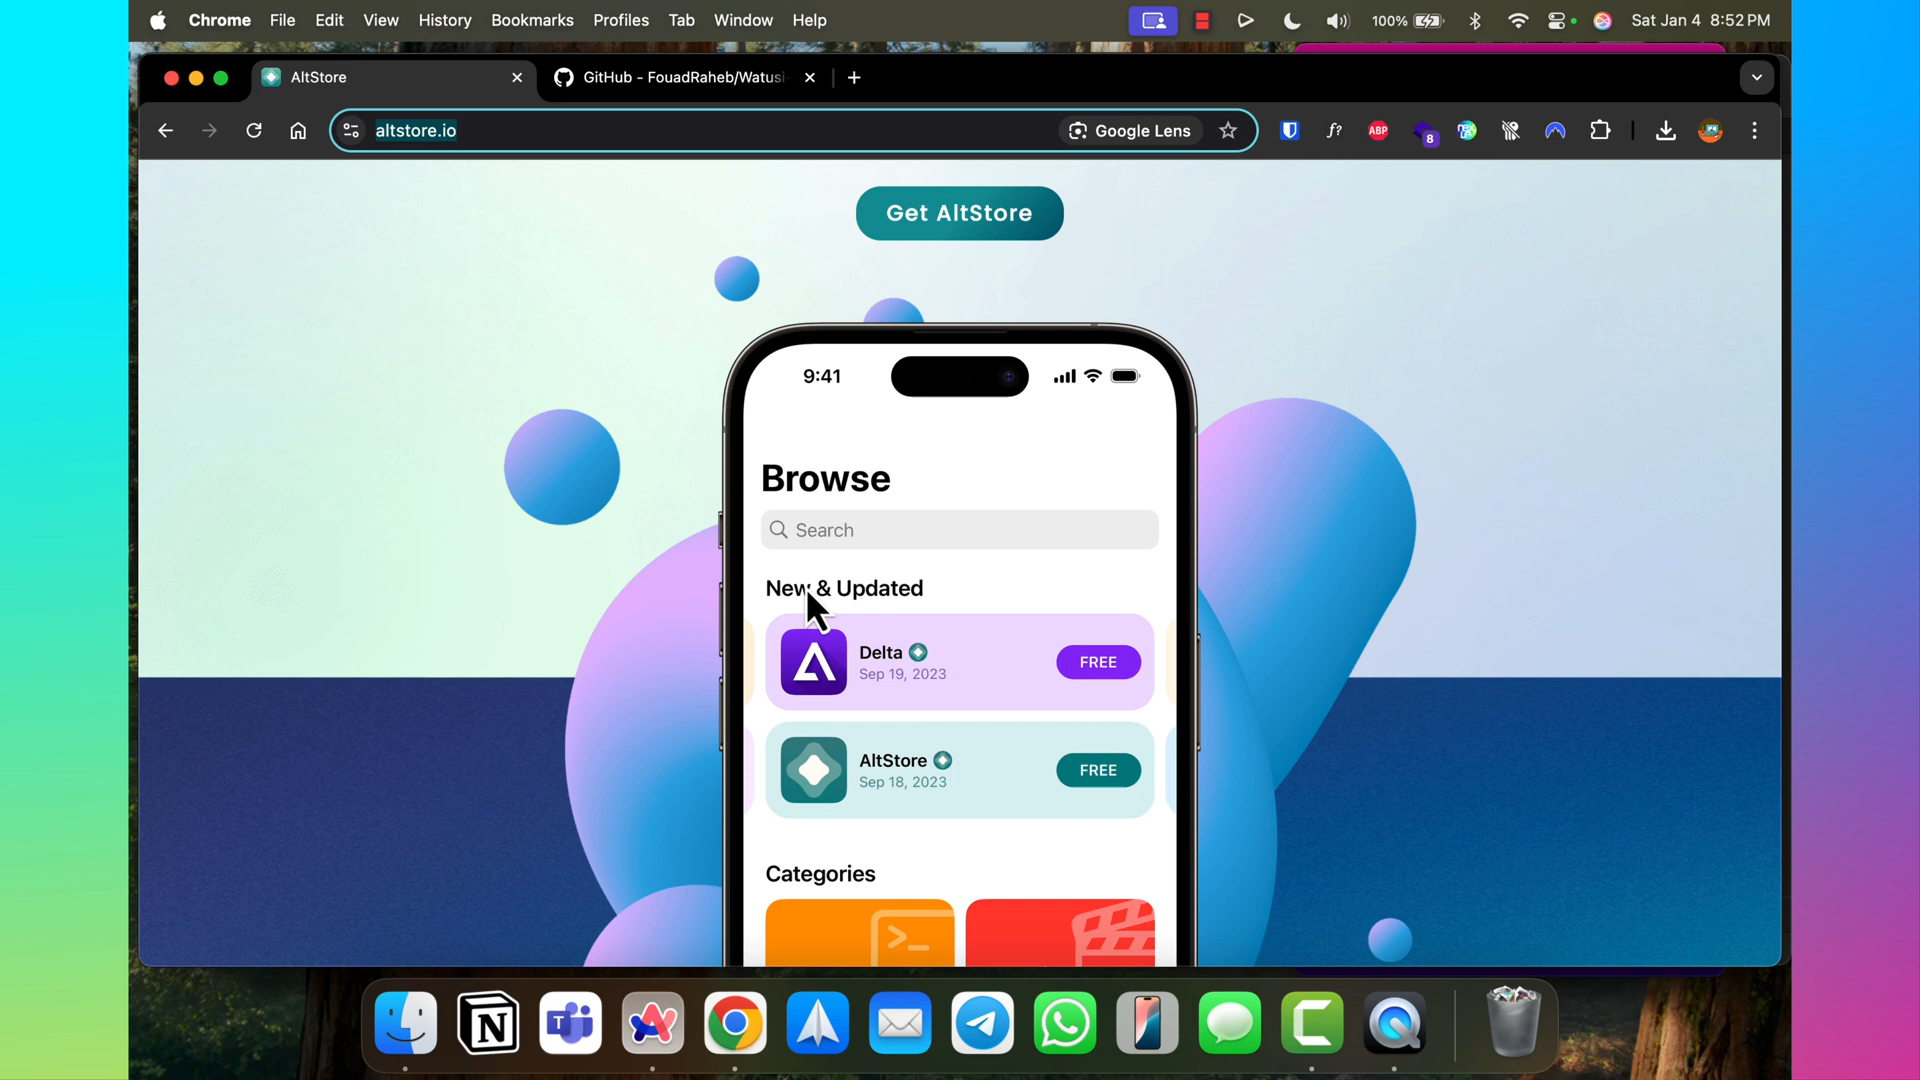 Chrome File Edit View History Bookmarks Profiles Tab Window Help 100% Sat Jan 4 8:52 PM
AltStore GitHub - FouadRaheb/Watusi-
altstore.io Google Lens f? ABP 8
Get AltStore
9:41
Browse
Search
New & Updated
Delta
Sep 19, 2023
FREE
AltStore
Sep 18, 2023
FREE
Categories